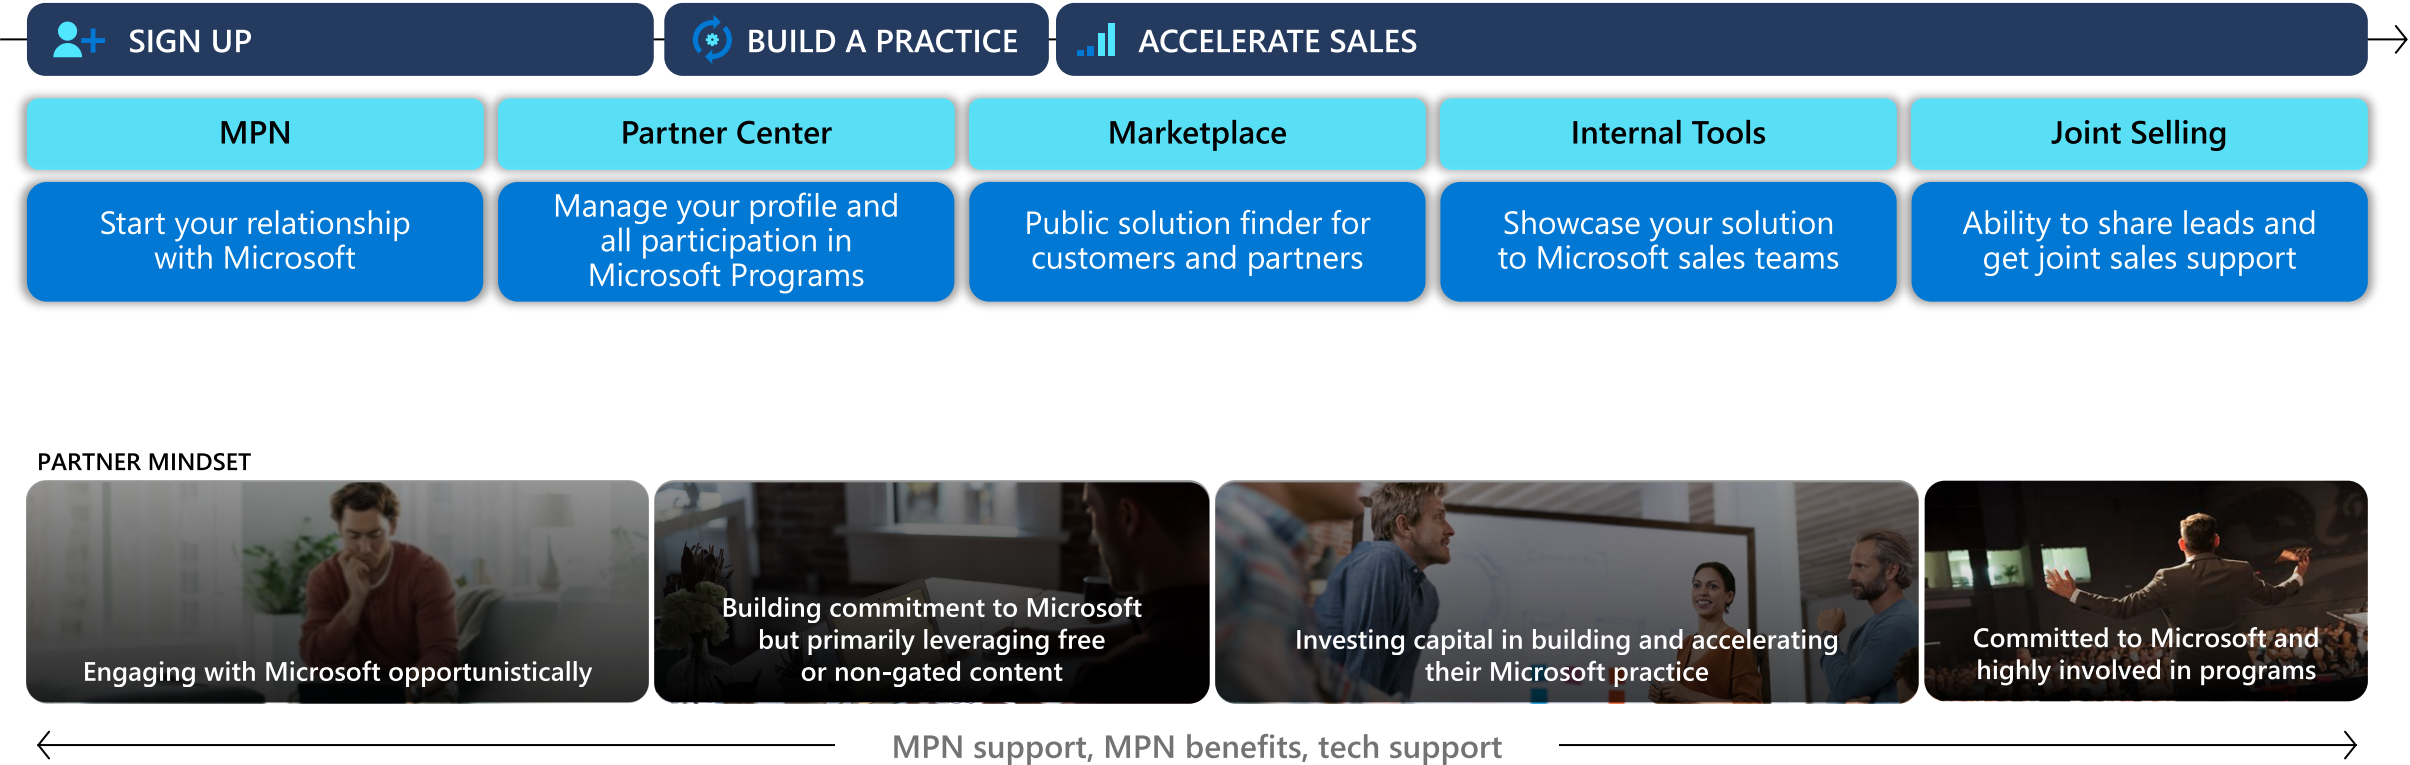 SIGN UP
BUILD A PRACTICE
ACCELERATE SALES
MPN
Partner Center
Marketplace
Internal Tools
Joint Selling
Start your relationship
with Microsoft
Manage your profile and
all participation in
Microsoft Programs
Public solution finder for
customers and partners
Showcase your solution
to Microsoft sales teams
Ability to share leads and
get joint sales support
PARTNER MINDSET
Engaging with Microsoft opportunistically
Building commitment to Microsoft
but primarily leveraging free
or non-gated content
Investing capital in building and accelerating
their Microsoft practice
Committed to Microsoft and
highly involved in programs
MPN support, MPN benefits, tech support